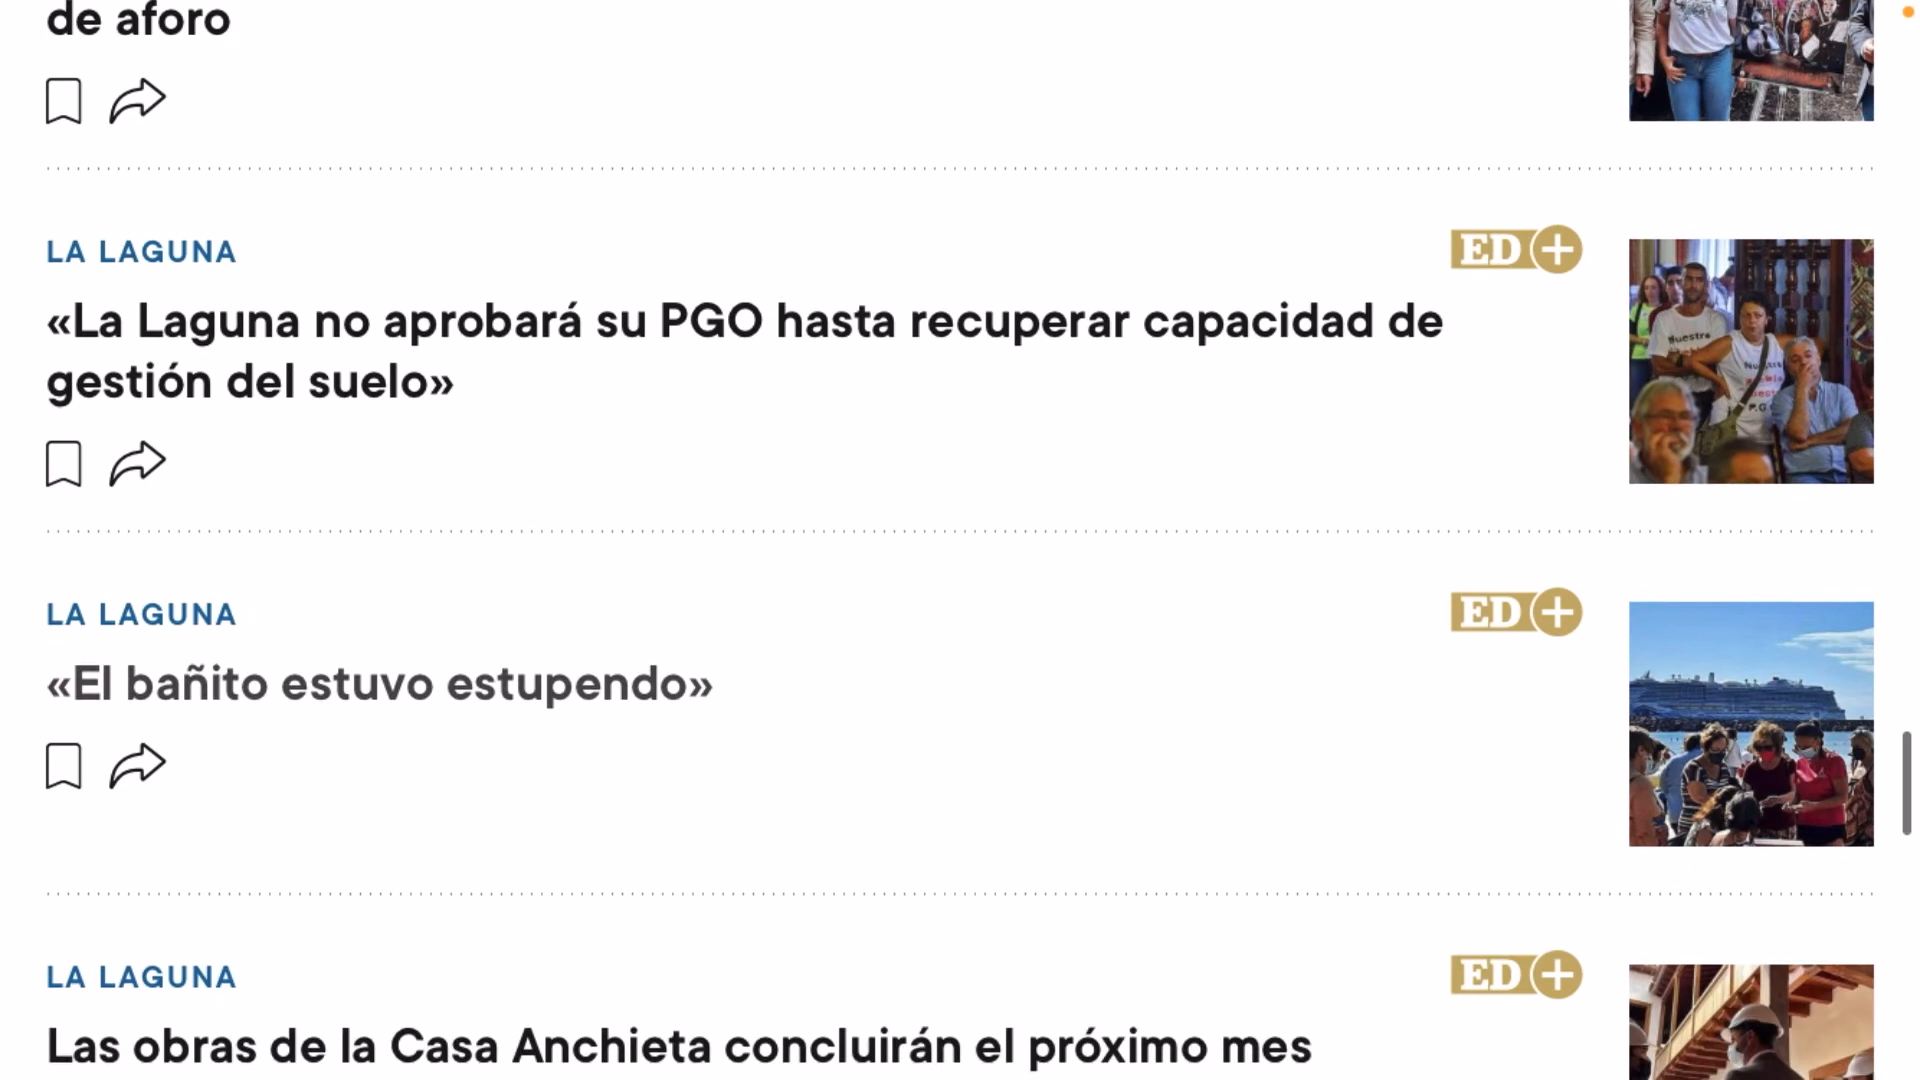 de aforo
LA LAGUNA
ED+
«La Laguna no aprobará su PGO hasta recuperar capacidad de
gestión del suelo»
Nuestra
P.G
LA LAGUNA
ED+
«El bañito estuvo estupendo»
LA LAGUNA
ED+
Las obras de la Casa Anchieta concluirán el próximo mes